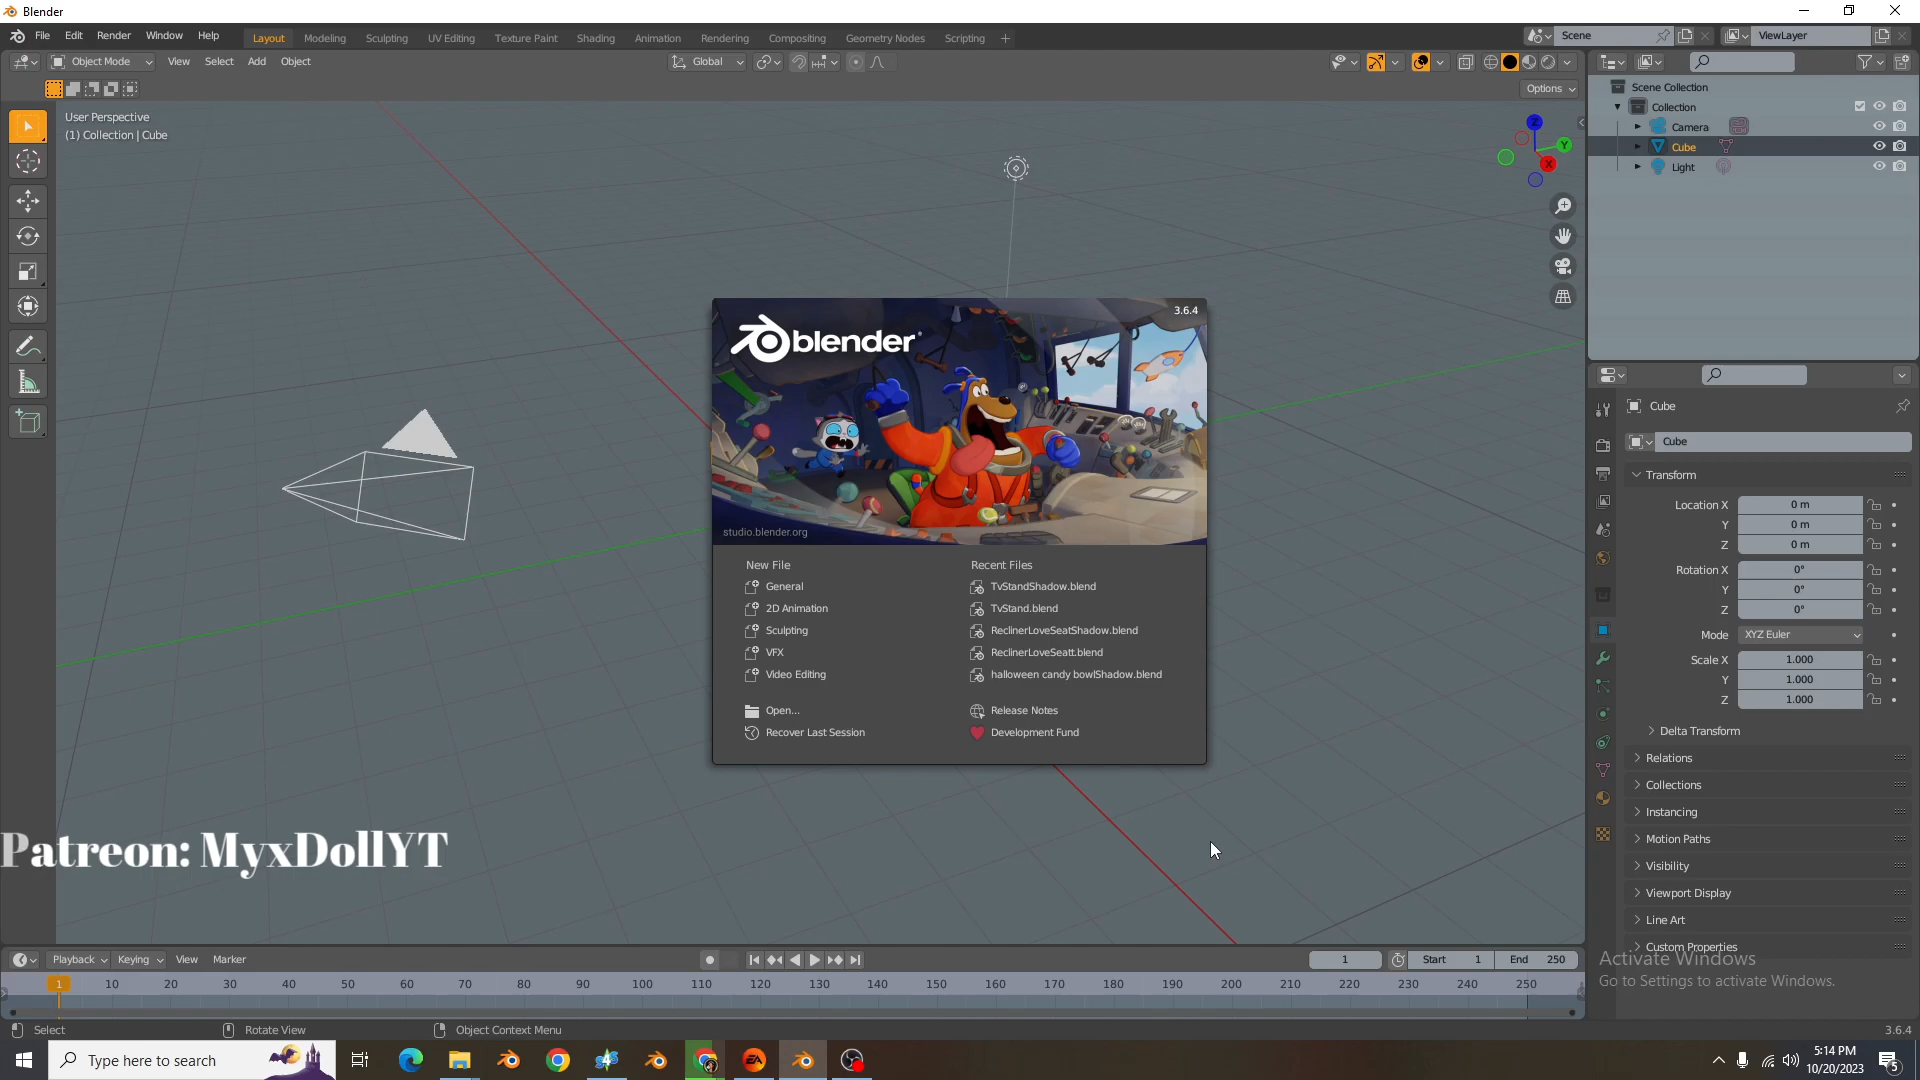 Blender
File Edit Render Window Help
Layout Modeling Sculpting UV Editing Texture Paint Shading Animation Rendering Compositing Geometry Nodes Scripting +
Scene
ViewLayer
Object Mode View Select Add Object
Global
Options
User Perspective
(1) Collection | Cube
Z
Y
X
Scene Collection
Collection
Camera
Cube
Light
blender
3.6.4
studio.blender.org
New File
General
2D Animation
Sculpting
VFX
Video Editing
Open...
Recover Last Session
Recent Files
TvStandShadow.blend
TvStand.blend
ReclinerLoveSeatShadow.blend
ReclinerLoveSeatt.blend
halloween candy bowlShadow.blend
Release Notes
Development Fund
Cube
Cube
Transform
Location X 0 m
Y 0 m
Z 0 m
Rotation X 0°
Y 0°
Z 0°
Mode XYZ Euler
Scale X 1.000
Y 1.000
Z 1.000
Delta Transform
Relations
Collections
Instancing
Motion Paths
Visibility
Viewport Display
Line Art
Custom Properties
Activate Windows
Go to Settings to activate Windows.
Patreon: MyxDollYT
Playback Keying View Marker
1 Start 1 End 250
1 10 20 30 40 50 60 70 80 90 100 110 120 130 140 150 160 170 180 190 200 210 220 230 240 250
Select Rotate View Object Context Menu 3.6.4
Type here to search
EA
5:14 PM
10/20/2023
5